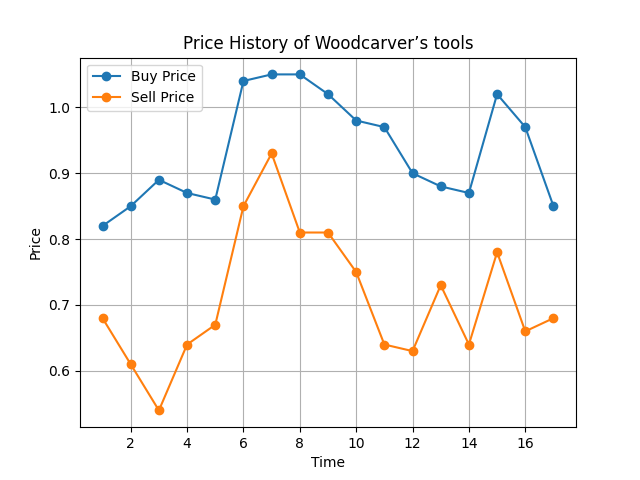 Price History of Woodcarver’s tools
Buy Price
Sell Price
Price
1.0
0.9
0.8
0.7
0.6
2 4 6 8 10 12 14 16
Time